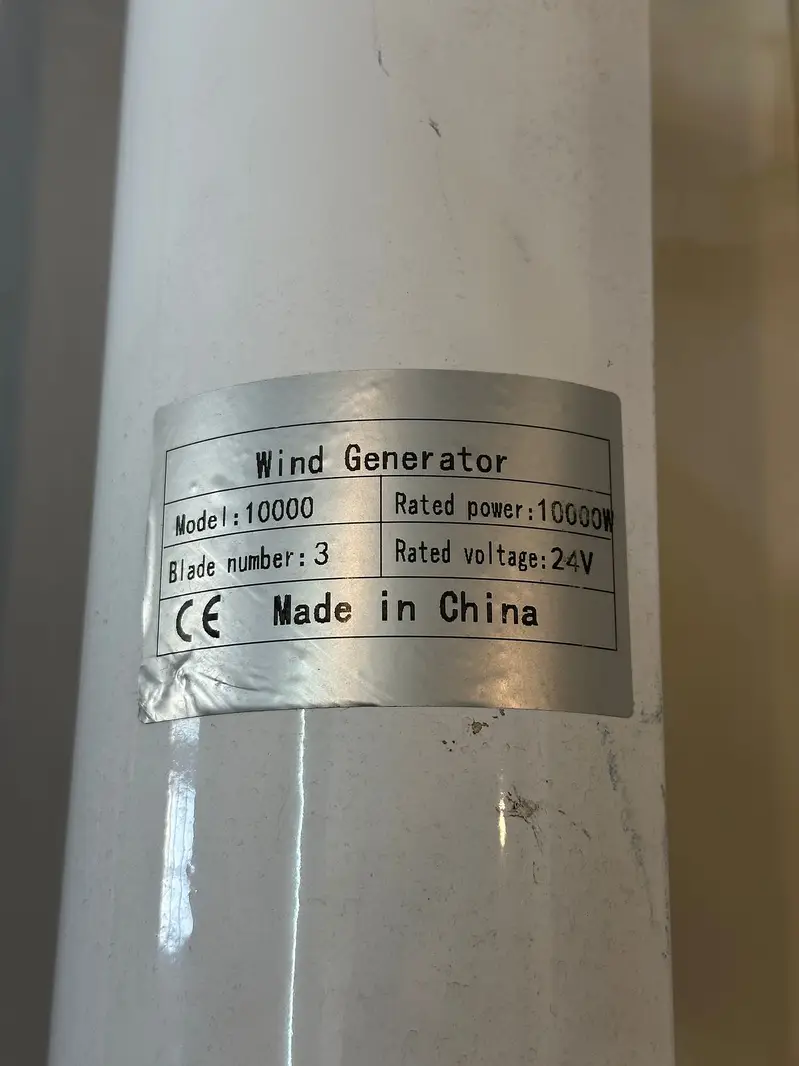 Wind Generator
Model:10000 Rated power:10000W
Blade number:3 Rated voltage:24V
CE Made in China